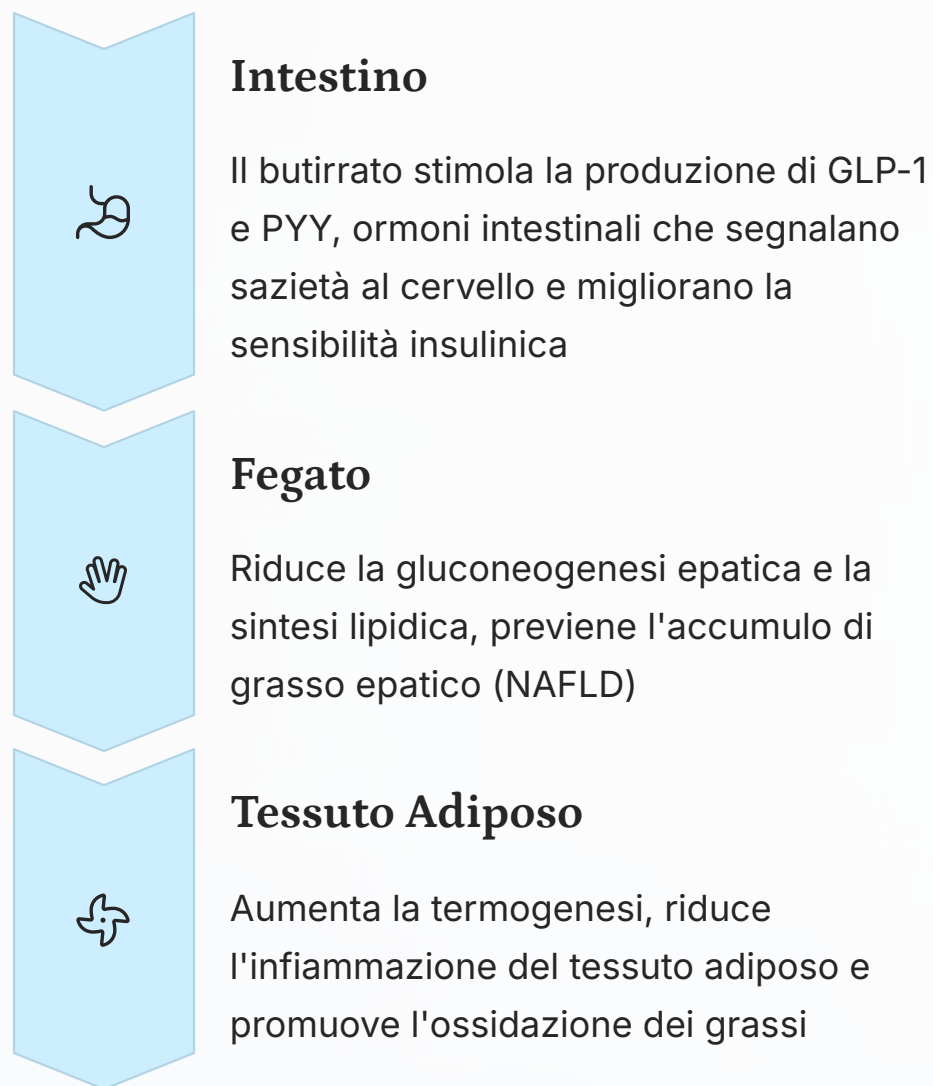 Intestino
Il butirrato stimola la produzione di GLP-1
e PYY, ormoni intestinali che segnalano
sazietà al cervello e migliorano la
sensibilità insulinica
Fegato
Riduce la gluconeogenesi epatica e la
sintesi lipidica, previene l'accumulo di
grasso epatico (NAFLD)
Tessuto Adiposo
Aumenta la termogenesi, riduce
l'infiammazione del tessuto adiposo e
promuove l'ossidazione dei grassi